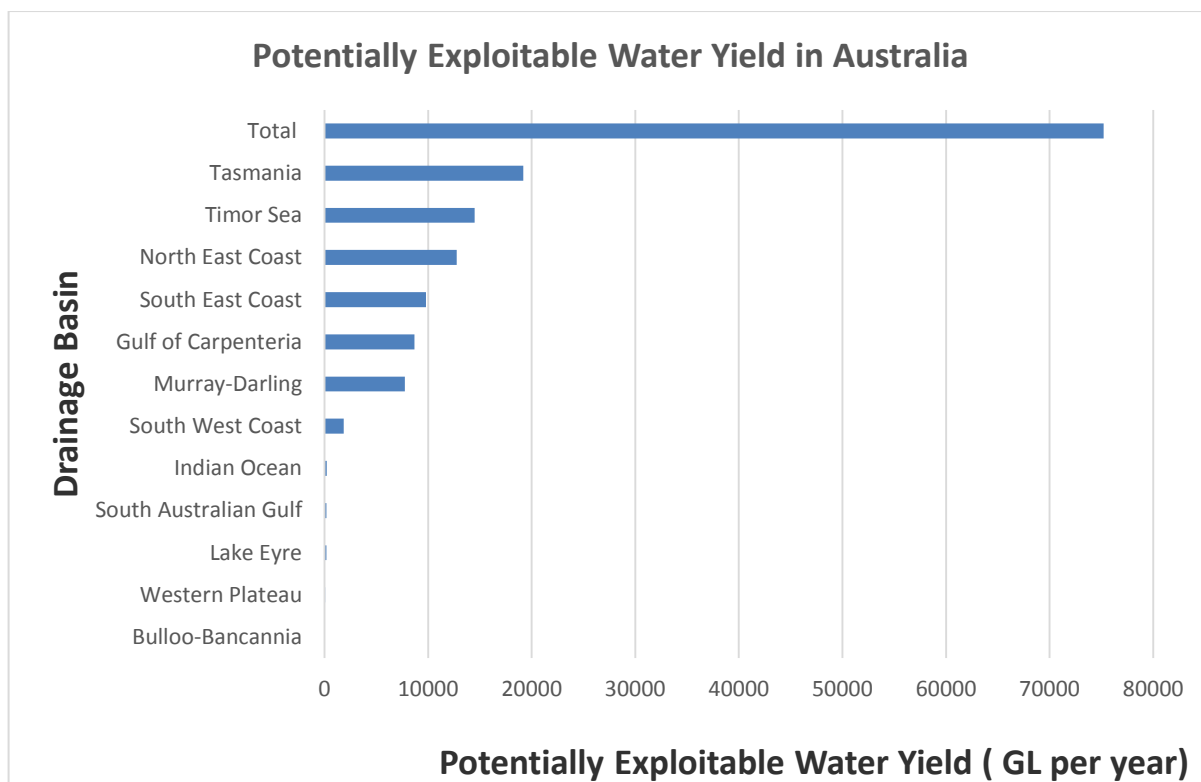 Potentially Exploitable Water Yield in Australia
Total
Tasmania
Timor Sea
North East Coast
South East Coast
Gulf of Carpenteria
Murray-Darling
South West Coast
Indian Ocean
South Australian Gulf
Lake Eyre
Western Plateau
Bulloo-Bancannia
Drainage Basin
0 10000 20000 30000 40000 50000 60000 70000 80000
Potentially Exploitable Water Yield ( GL per year)